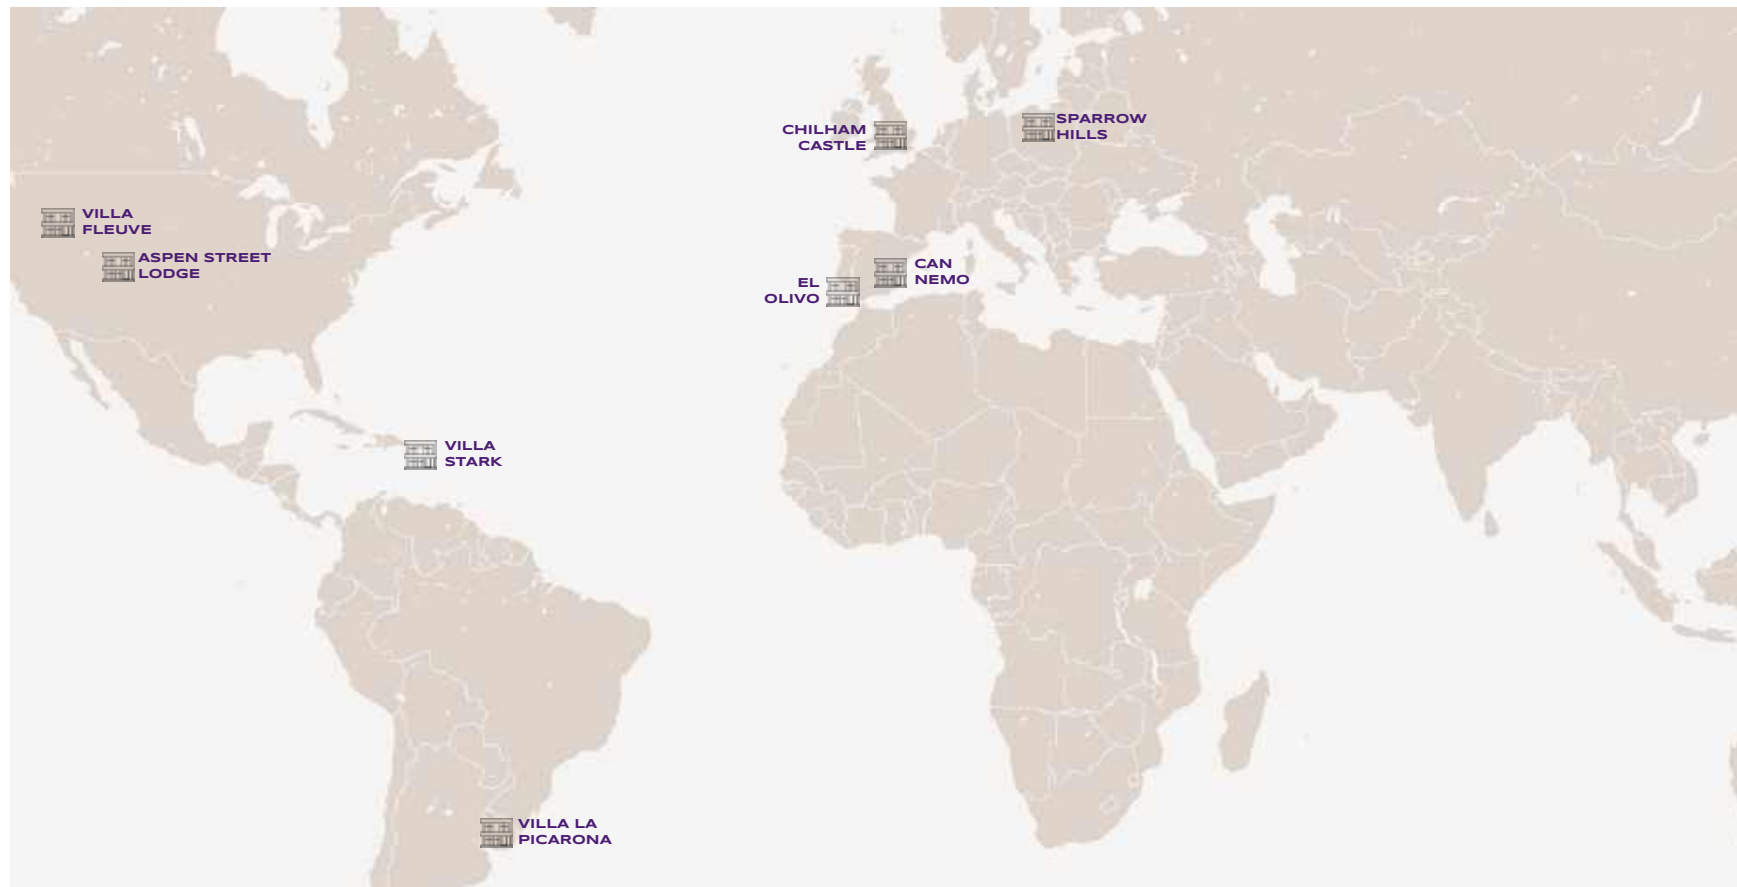 CHILHAM
CASTLE
SPARROW
HILLS
VILLA
FLEUVE
ASPEN STREET
LODGE
CAN
NEMO
EL
OLIVO
VILLA
STARK
VILLA LA
PICARONA